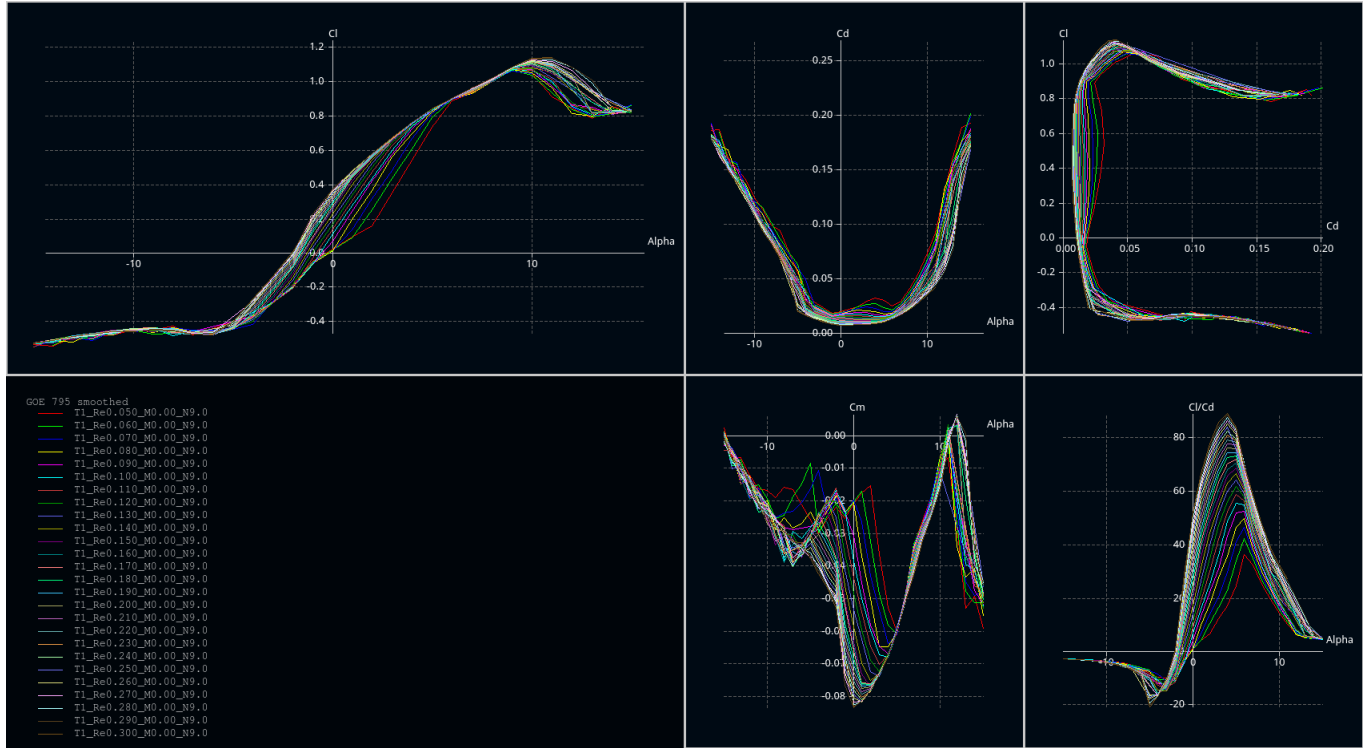 Cl
1.2
1.0
0.8
0.6
0.4
0.2
0.0
-0.2
-0.4
-10
0
10
Alpha
Cd
0.25
0.20
0.15
0.10
0.05
0.00
-10
0
10
Alpha
Cl
1.0
0.8
0.6
0.4
0.2
0.0
-0.2
-0.4
0.00
0.05
0.10
0.15
0.20
Cd
GOE 795 smoothed
T1_Re0.050_M0.00_N9.0
T1_Re0.060_M0.00_N9.0
T1_Re0.070_M0.00_N9.0
T1_Re0.080_M0.00_N9.0
T1_Re0.090_M0.00_N9.0
T1_Re0.100_M0.00_N9.0
T1_Re0.110_M0.00_N9.0
T1_Re0.120_M0.00_N9.0
T1_Re0.130_M0.00_N9.0
T1_Re0.140_M0.00_N9.0
T1_Re0.150_M0.00_N9.0
T1_Re0.160_M0.00_N9.0
T1_Re0.170_M0.00_N9.0
T1_Re0.180_M0.00_N9.0
T1_Re0.190_M0.00_N9.0
T1_Re0.200_M0.00_N9.0
T1_Re0.210_M0.00_N9.0
T1_Re0.220_M0.00_N9.0
T1_Re0.230_M0.00_N9.0
T1_Re0.240_M0.00_N9.0
T1_Re0.250_M0.00_N9.0
T1_Re0.260_M0.00_N9.0
T1_Re0.270_M0.00_N9.0
T1_Re0.280_M0.00_N9.0
T1_Re0.290_M0.00_N9.0
T1_Re0.300_M0.00_N9.0
Cm
0.00
-0.01
-0.08
-10
0
10
Alpha
Cl/Cd
80
60
40
20
-20
-10
0
10
Alpha